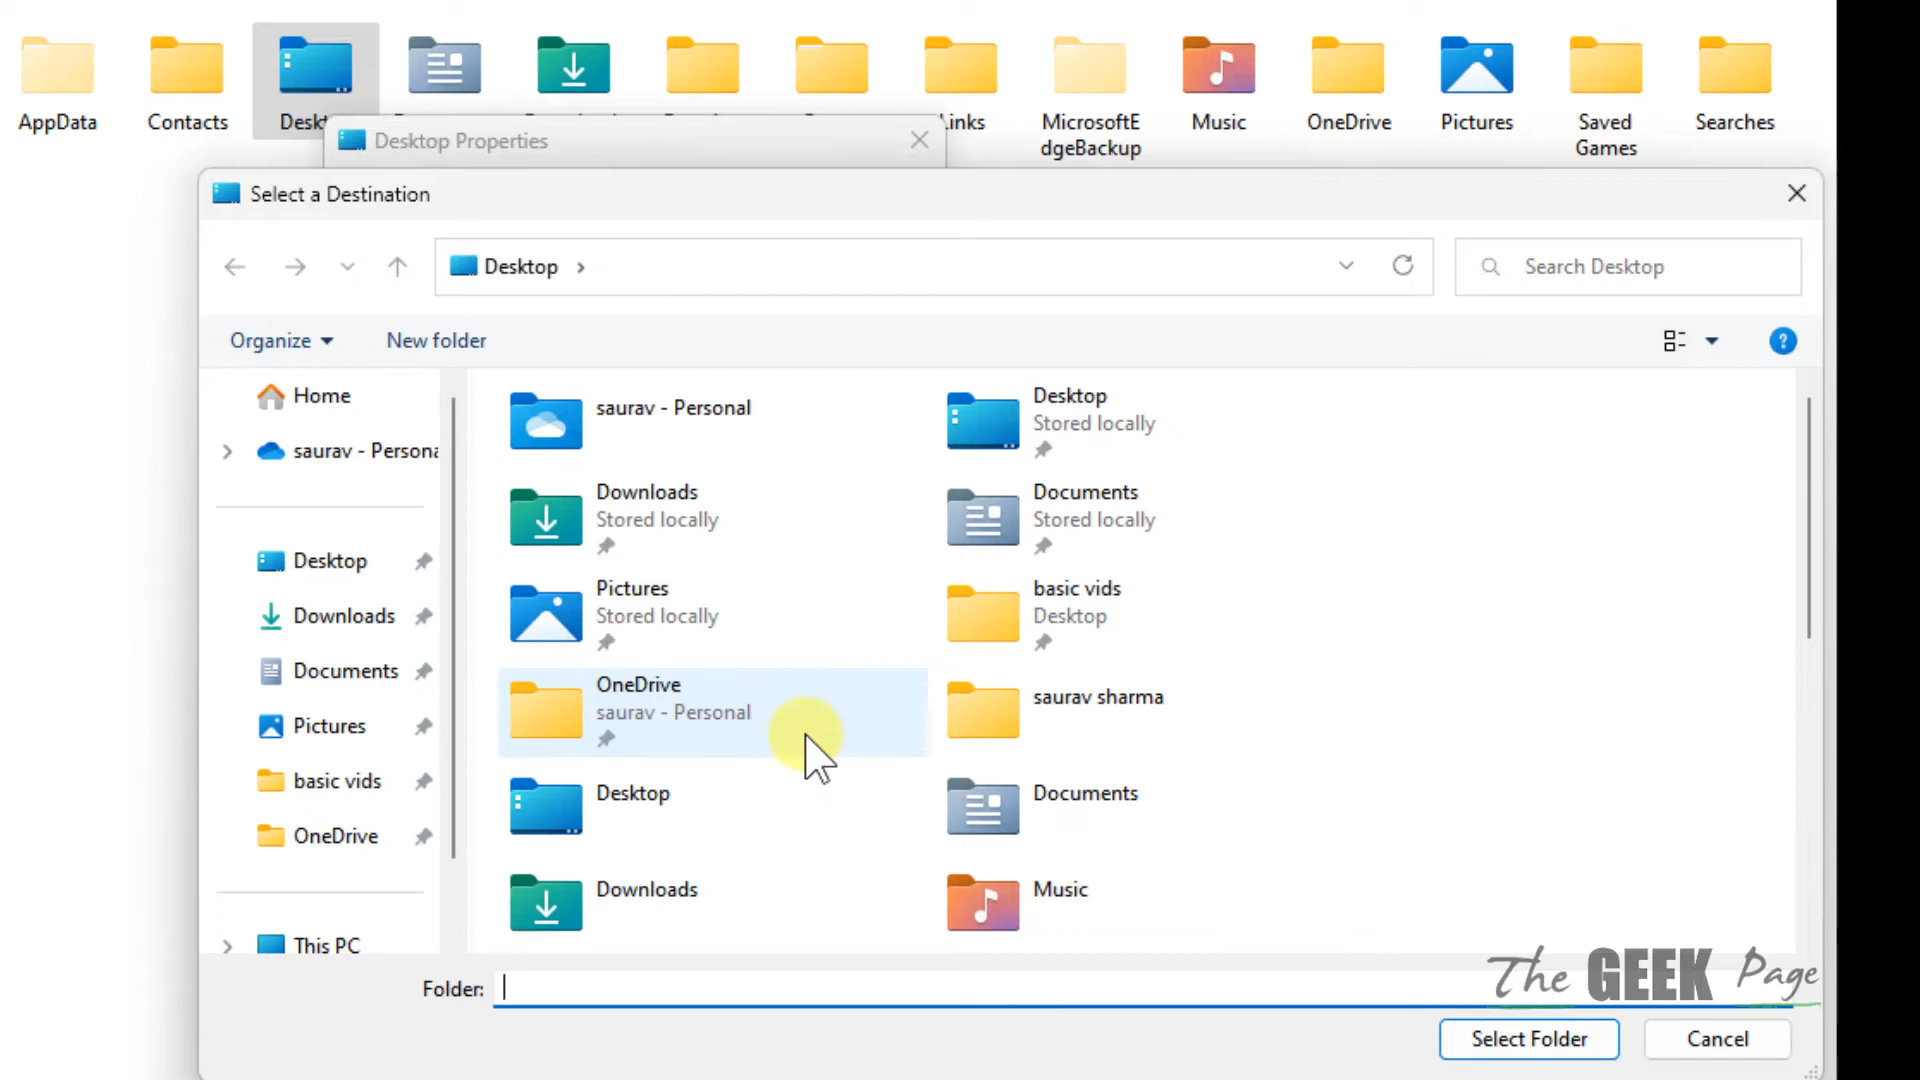 AppData
Contacts
Links
MicrosoftE
dgeBackup
Music
OneDrive
Pictures
Saved
Games
Searches
Desktop Properties
Select a Destination
Desktop
Search Desktop
Organize
New folder
Home
saurav - Persona
Desktop
Downloads
Documents
Pictures
basic vids
OneDrive
This PC
saurav - Personal
Desktop
Stored locally
Downloads
Stored locally
Documents
Stored locally
Pictures
Stored locally
basic vids
Desktop
OneDrive
saurav - Personal
saurav sharma
Desktop
Documents
Downloads
Music
Folder:
The GEEK Page
Select Folder
Cancel